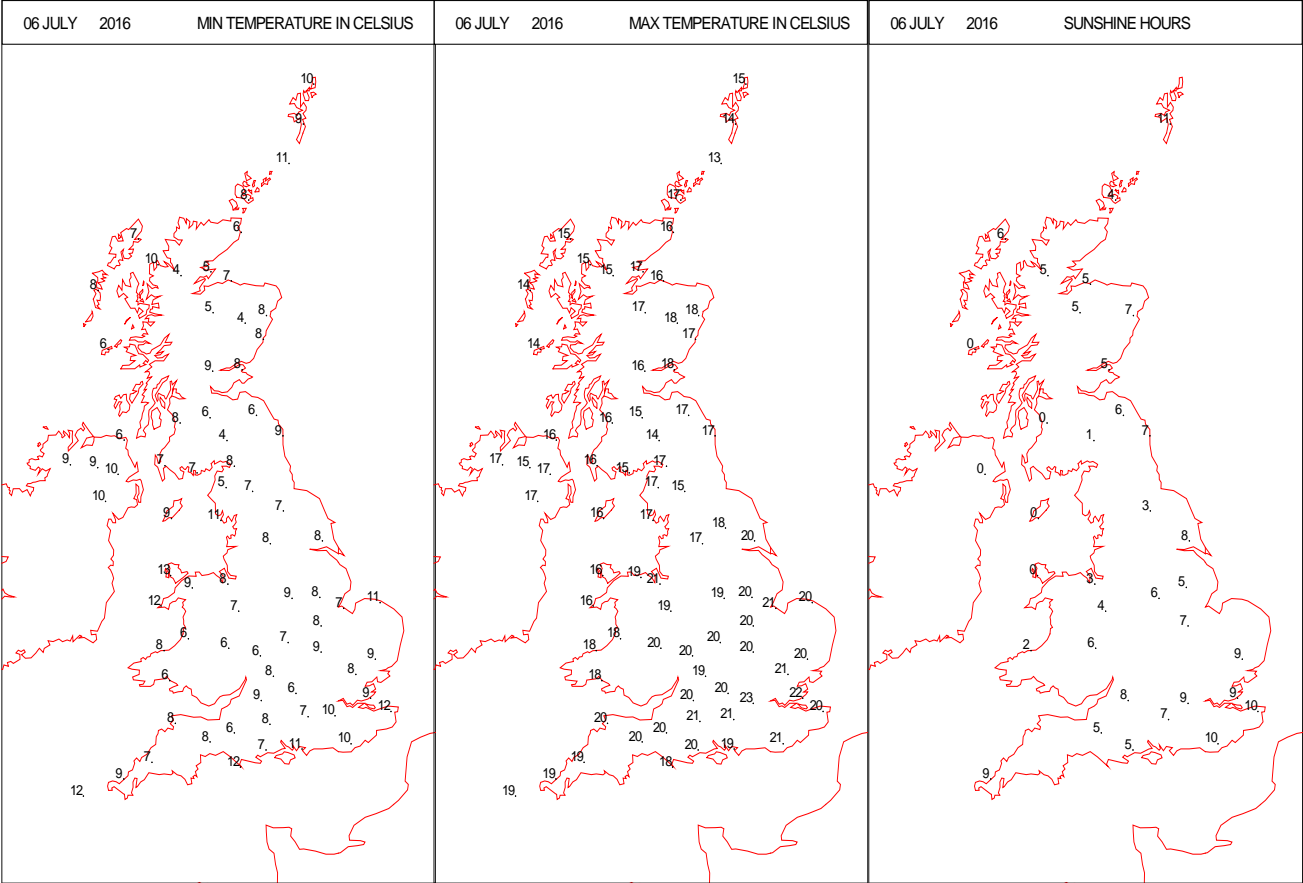 06 JULY 2016 MIN TEMPERATURE IN CELSIUS
10
9
11
8
6
7
10
4 5 7
8
5 4 8
8
6
9 8
8 6 6
9
6 4
9 9 10 7 7 8
5 7
10
7
9 11
8 8
13 9 8
9 8
12 7 7 11
8
6 7
8 6 6 9 9
8 8
6
9 6 9 12
8 8 7 10
6
8 7 11 10
7 12
9
12
06 JULY 2016 MAX TEMPERATURE IN CELSIUS
15
14
13
17
16
15
15 15 17 16
14
17 18 18
17
14
16 18
16 15 17
17
16 14
17 15 17 16 15 17
17 15
17
16 17 18
17 20
16 19 21
19 20
16 19 21 20
20
18 20
18 20 20 20 20
19 21
18
20 20 23 22 20
20 21 21
20
20 20 19 21
19 18
19
19
06 JULY 2016 SUNSHINE HOURS
11
4
6
5 5
5 7
0
5
0 6
1 7
0
0 3
8
0 3
6 5
4
7
2 6
9
8 9 9 10
7
5 5 10
9